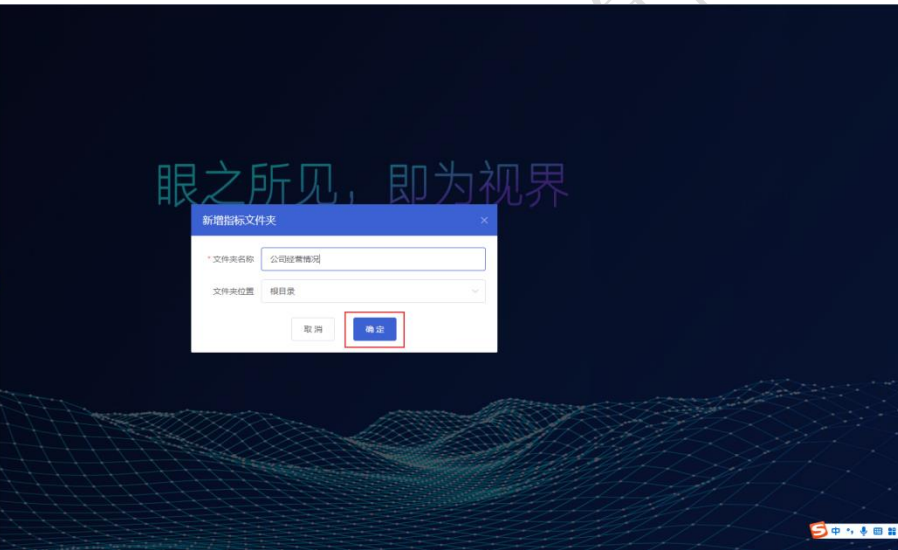 眼之所见，即为视界
新增指标文件夹
* 文件夹名称 公司经营情况
文件夹位置 根目录
取消 确定
中